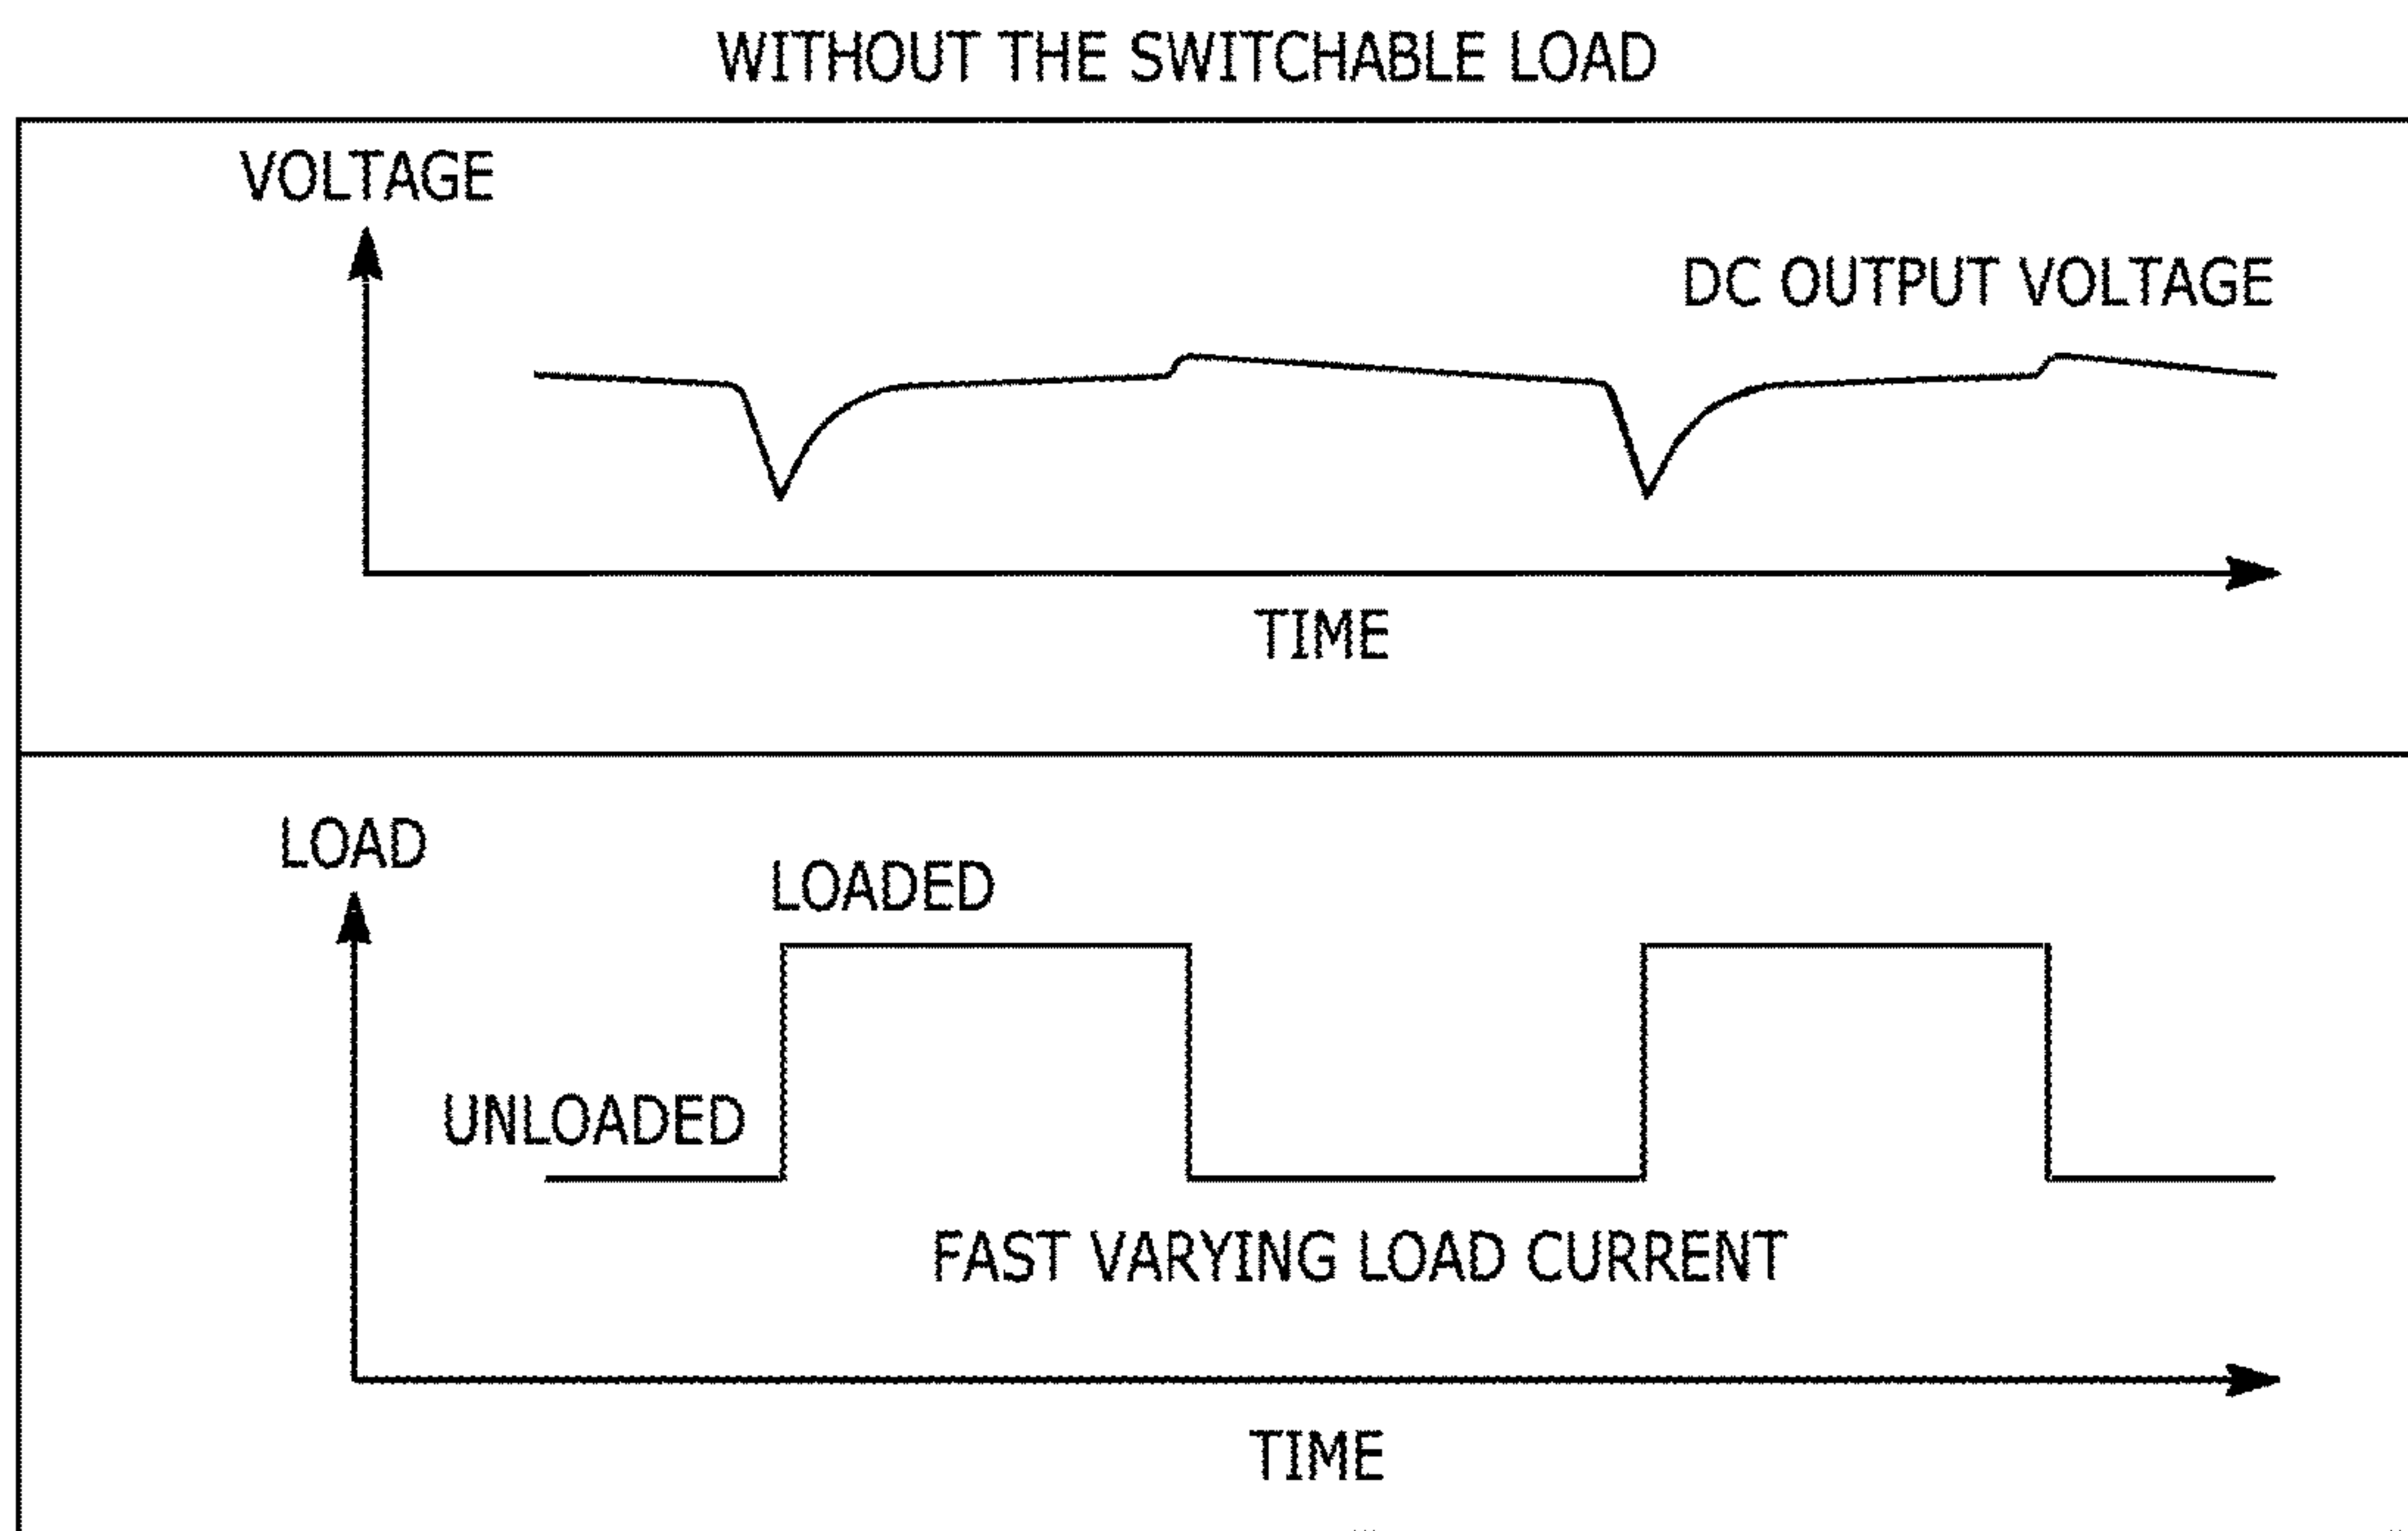 WITHOUT THE SWITCHABLE LOAD
VOLTAGE
DC OUTPUT VOLTAGE
TIME
LOAD
LOADED
UNLOADED
FAST VARYING LOAD CURRENT
TIME